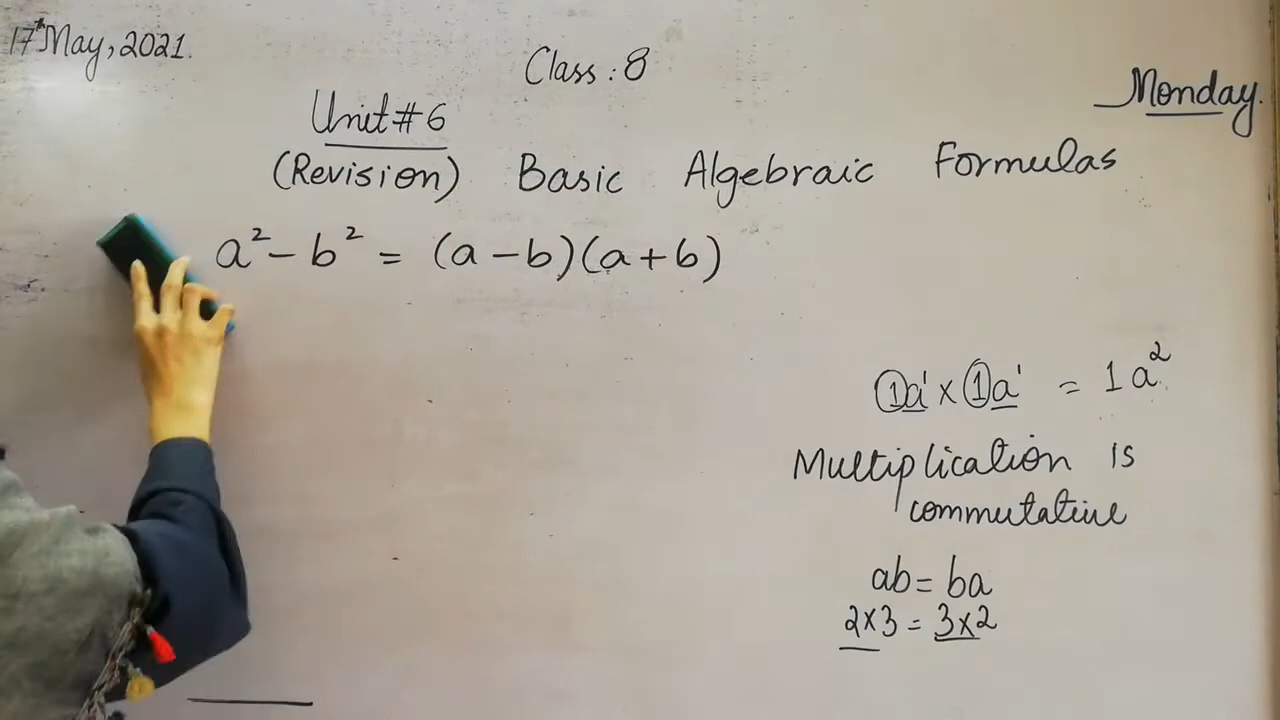 17th May, 2021.
Class : 8
Monday.
Unit # 6
(Revision) Basic Algebraic Formulas
a² - b² = (a - b)(a + b)
1a¹ × 1a¹ = 1a²
Multiplication is
commutative
ab = ba
2×3 = 3×2